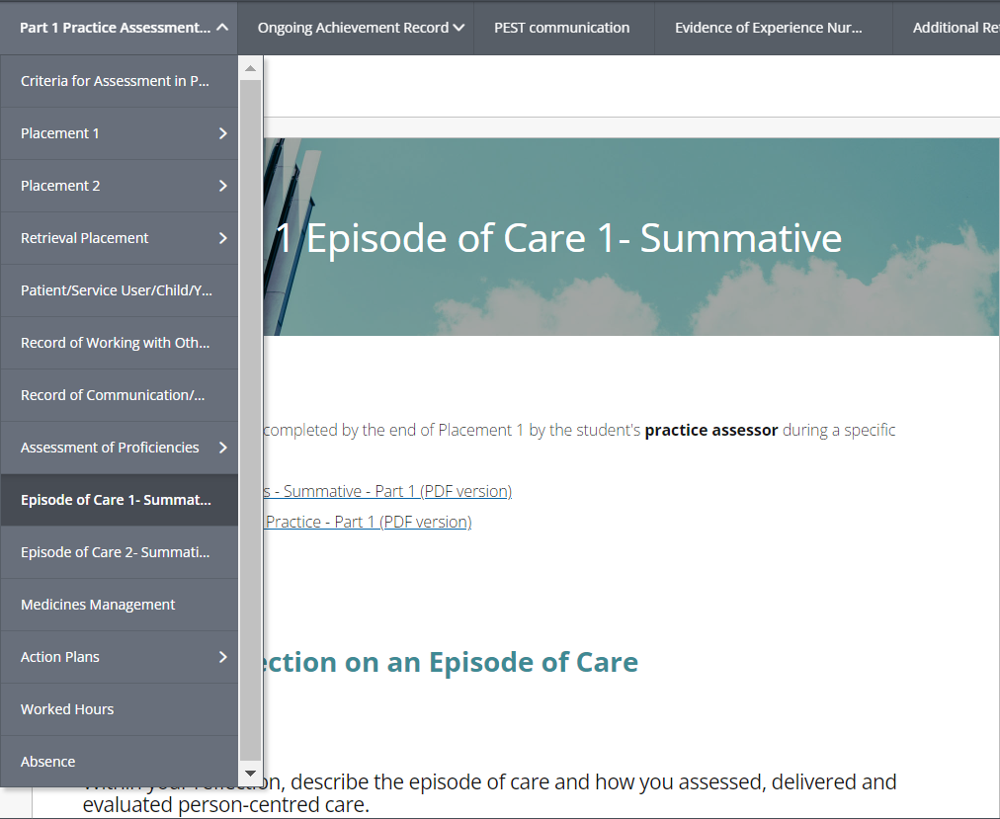 Part 1 Practice Assessment...
Ongoing Achievement Record
PEST communication
Evidence of Experience Nur...
Additional Re
Criteria for Assessment in P...
Placement 1
Placement 2
Retrieval Placement
Patient/Service User/Child/Y...
Record of Working with Oth...
Record of Communication/...
Assessment of Proficiencies
Episode of Care 1- Summat...
Episode of Care 2- Summati...
Medicines Management
Action Plans
Worked Hours
Absence
1 Episode of Care 1- Summative
completed by the end of Placement 1 by the student's practice assessor during a specific
s - Summative - Part 1 (PDF version)
Practice - Part 1 (PDF version)
ection on an Episode of Care
Within your reflection, describe the episode of care and how you assessed, delivered and
evaluated person-centred care.